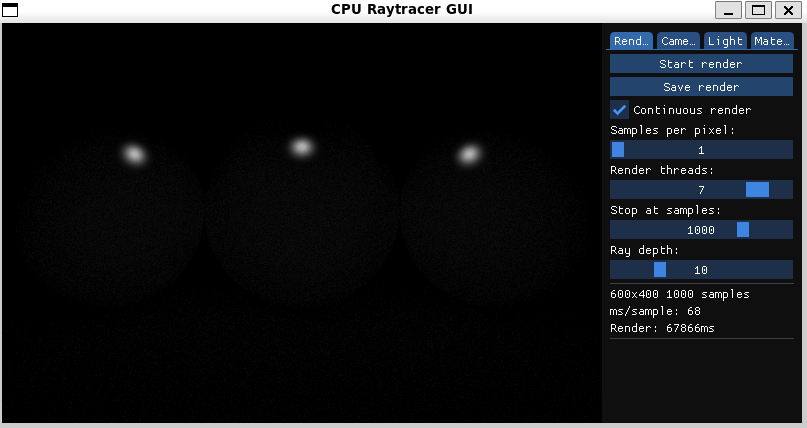 CPU Raytracer GUI
Rend… Came… Light Mate…
Start render
Save render
Continuous render
Samples per pixel:
1
Render threads:
7
Stop at samples:
1000
Ray depth:
10
600x400 1000 samples
ms/sample: 68
Render: 67866ms